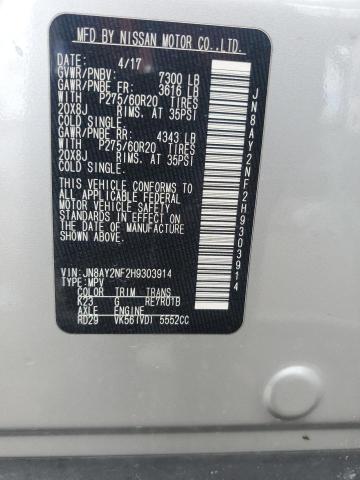 MFD BY NISSAN MOTOR CO.,LTD.
DATE: 4/17
GVWR/PNBV: 7300 LB
GAWR/PNBE FR: 3616 LB
WITH P275/60R20 TIRES
20X8J RIMS, AT 35PSI
COLD SINGLE.
GAWR/PNBE RR: 4343 LB
WITH P275/60R20 TIRES
20X8J RIMS, AT 35PSI
COLD SINGLE.
THIS VEHICLE CONFORMS TO
ALL APPLICABLE FEDERAL
MOTOR VEHICLE SAFETY
STANDARDS IN EFFECT ON
THE DATE OF MANUFACTURE
SHOWN ABOVE.
VIN:JN8AY2NF2H9303914
TYPE:MPV
COLOR TRIM TRANS
K23 G RE7R01B
AXLE ENGINE
RD29 VK56(VD) 5552CC
JN8AY2NF2H9303914